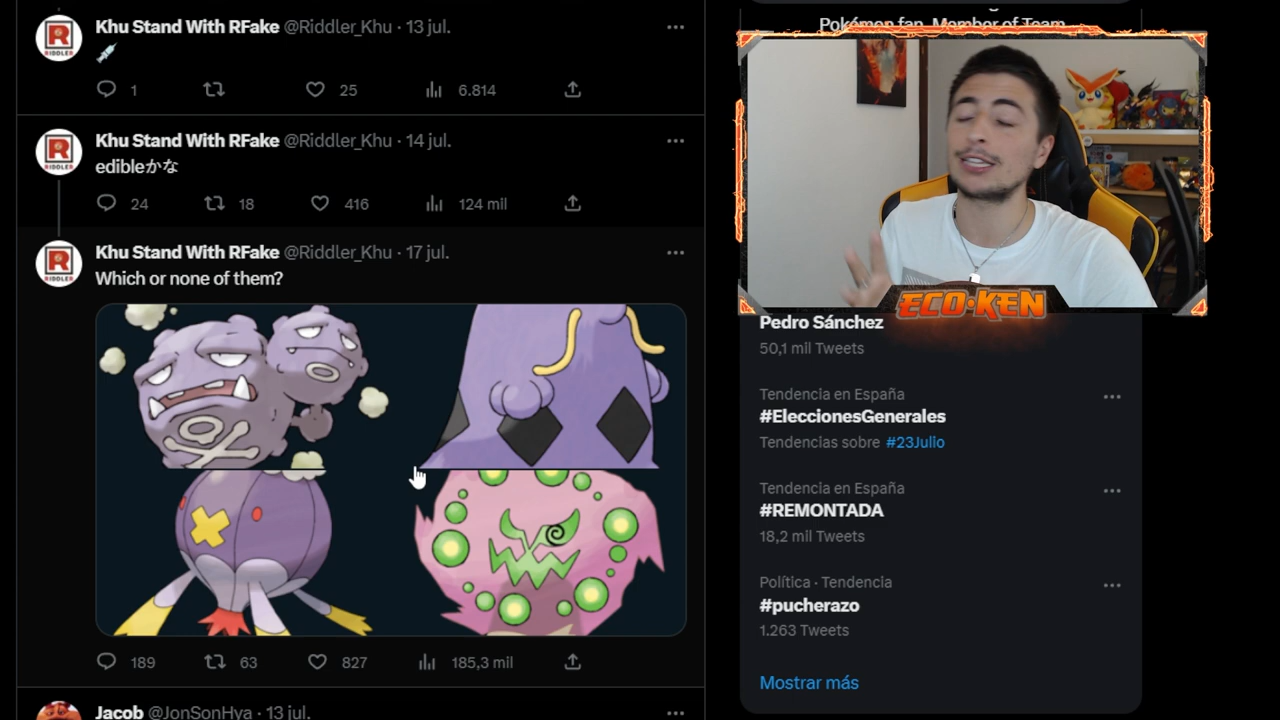 Khu Stand With RFake @Riddler_Khu · 13 jul.
1 25 6.814
Khu Stand With RFake @Riddler_Khu · 14 jul.
edibleかな
24 18 416 124 mil
Khu Stand With RFake @Riddler_Khu · 17 jul.
Which or none of them?
189 63 827 185,3 mil
Jacob @JonSonHya · 13 jul.
RIDDLER
RIDDLER
RIDDLER
Pokémon fan. Member of Team
ECO·KEN
Pedro Sánchez
50,1 mil Tweets
Tendencia en España
#EleccionesGenerales
Tendencias sobre #23Julio
Tendencia en España
#REMONTADA
18,2 mil Tweets
Política · Tendencia
#pucherazo
1.263 Tweets
Mostrar más